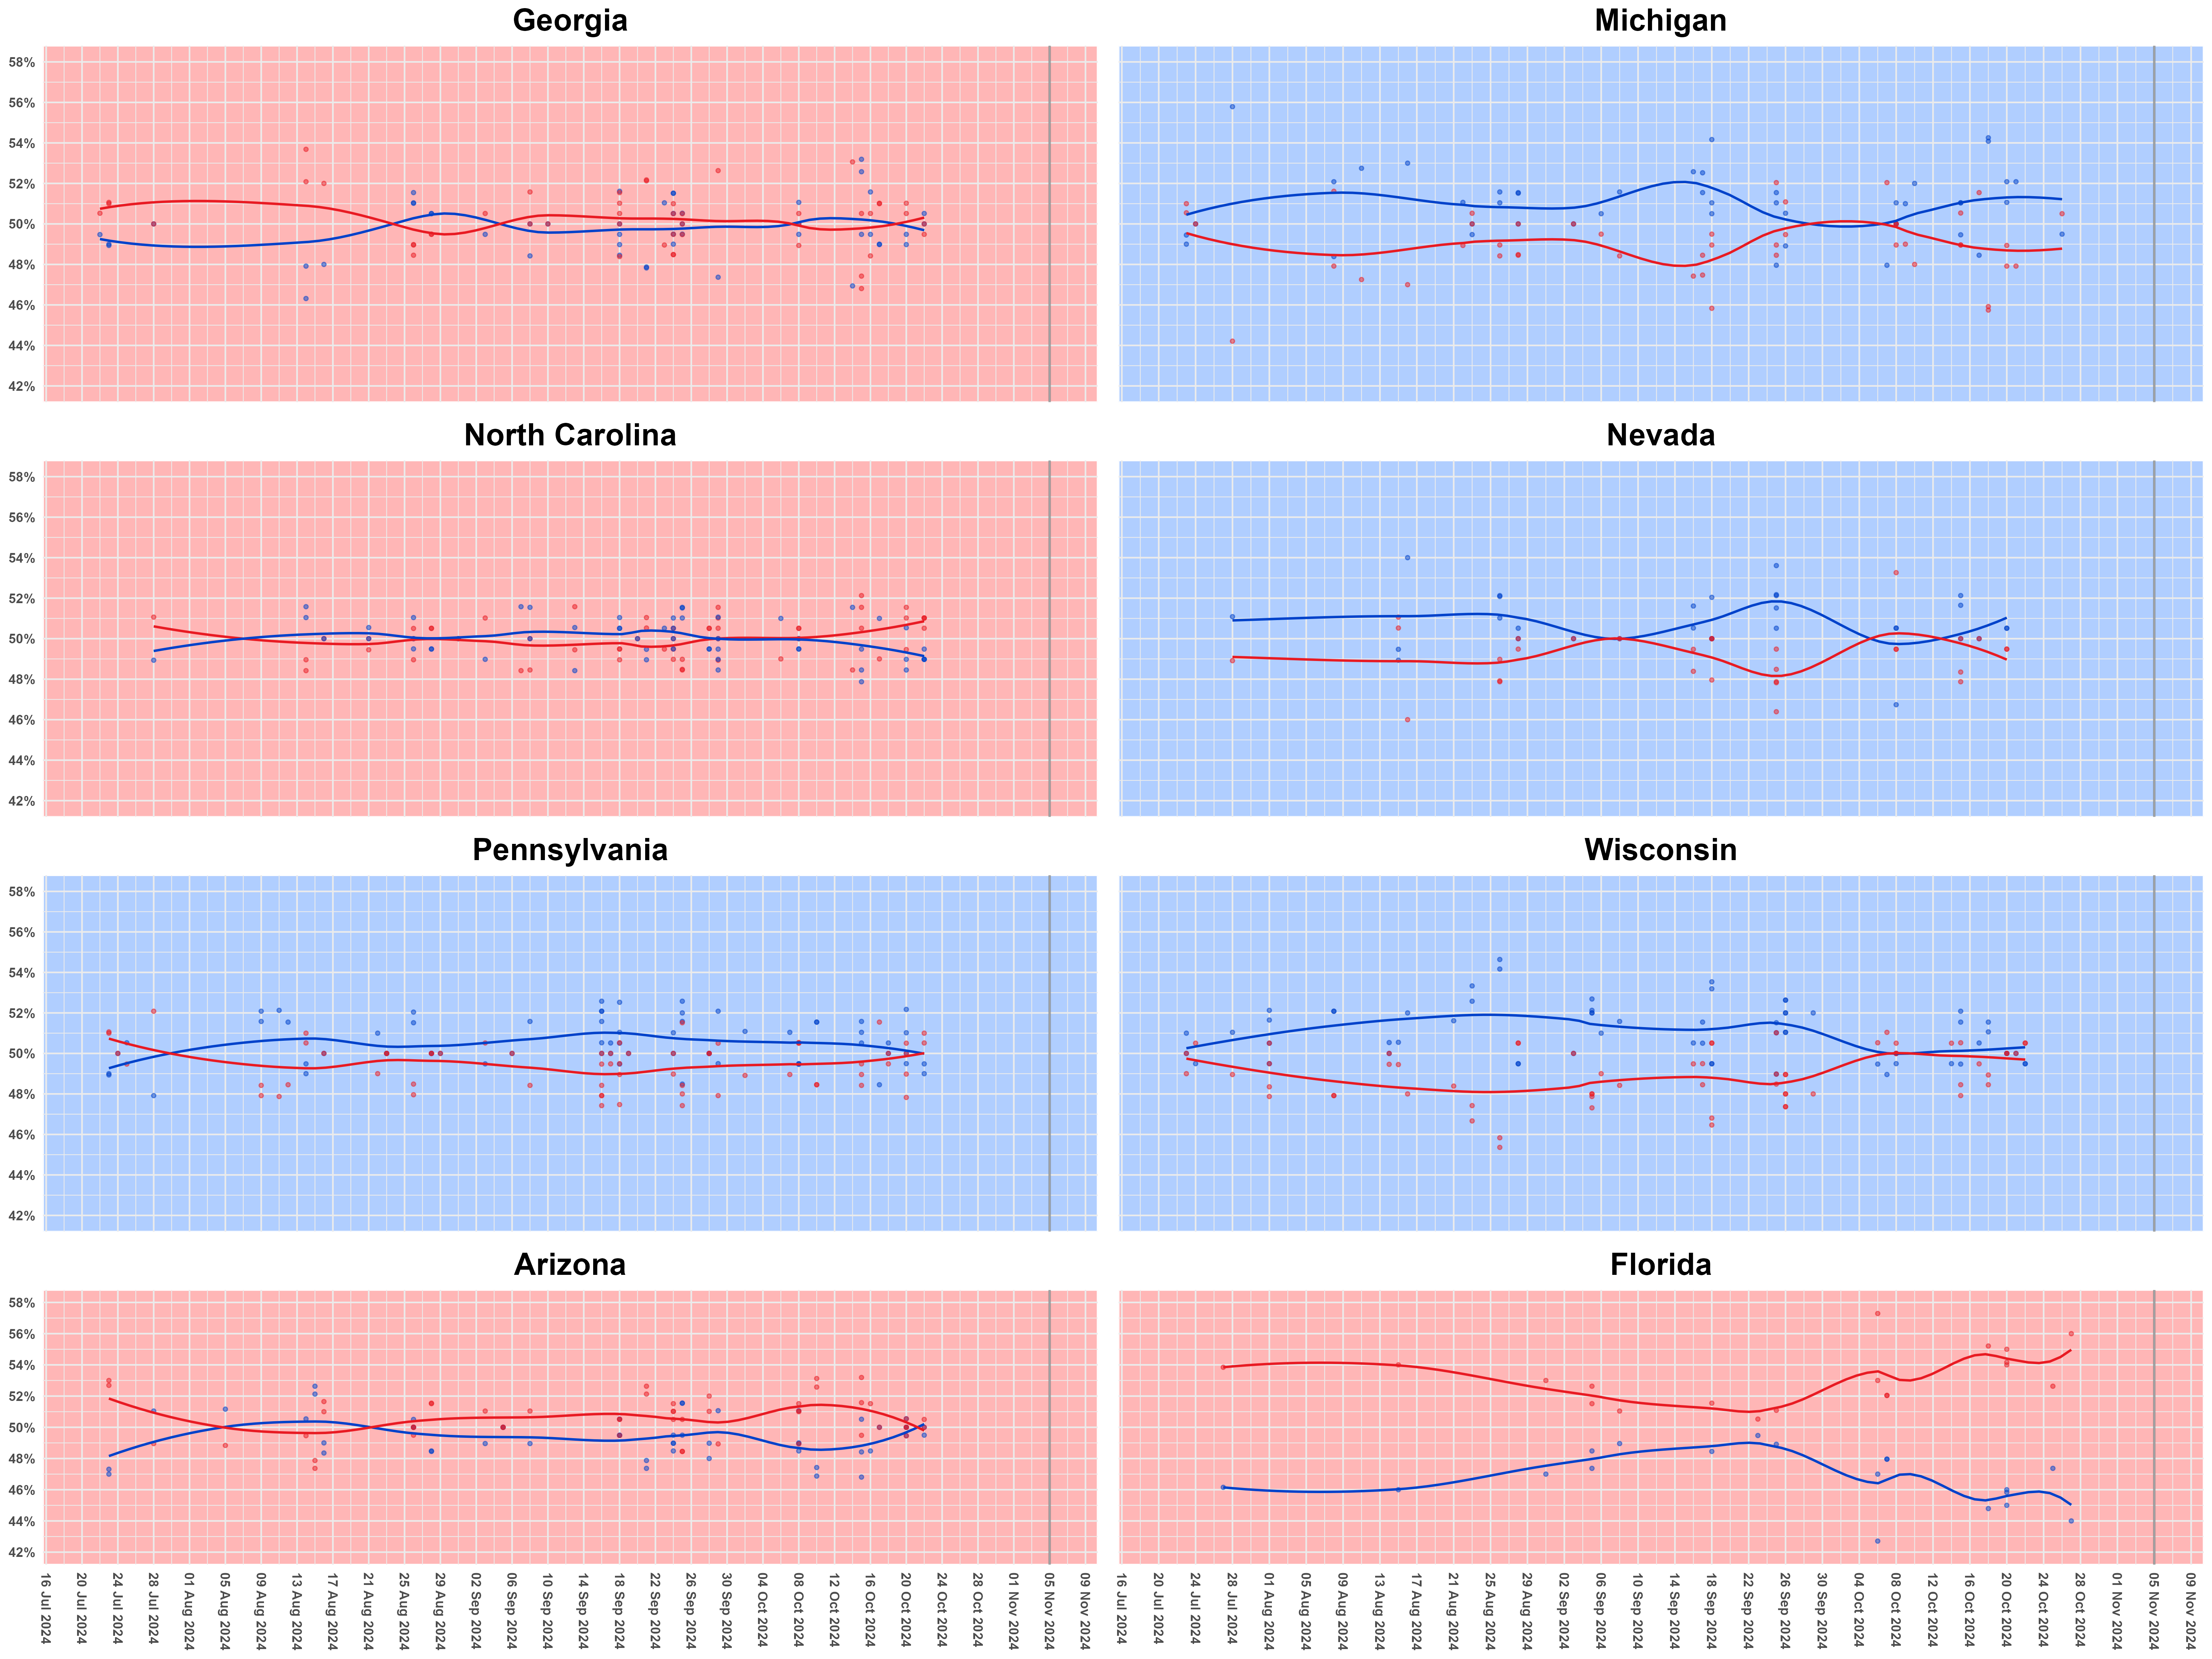 Georgia
Michigan
58%
56%
54%
52%
50%
48%
46%
44%
42%
North Carolina
Nevada
58%
56%
54%
52%
50%
48%
46%
44%
42%
Pennsylvania
Wisconsin
58%
56%
54%
52%
50%
48%
46%
44%
42%
Arizona
Florida
58%
56%
54%
52%
50%
48%
46%
44%
42%
16 Jul 2024
20 Jul 2024
24 Jul 2024
28 Jul 2024
01 Aug 2024
05 Aug 2024
09 Aug 2024
13 Aug 2024
17 Aug 2024
21 Aug 2024
25 Aug 2024
29 Aug 2024
02 Sep 2024
06 Sep 2024
10 Sep 2024
14 Sep 2024
18 Sep 2024
22 Sep 2024
26 Sep 2024
30 Sep 2024
04 Oct 2024
08 Oct 2024
12 Oct 2024
16 Oct 2024
20 Oct 2024
24 Oct 2024
28 Oct 2024
01 Nov 2024
05 Nov 2024
09 Nov 2024
16 Jul 2024
20 Jul 2024
24 Jul 2024
28 Jul 2024
01 Aug 2024
05 Aug 2024
09 Aug 2024
13 Aug 2024
17 Aug 2024
21 Aug 2024
25 Aug 2024
29 Aug 2024
02 Sep 2024
06 Sep 2024
10 Sep 2024
14 Sep 2024
18 Sep 2024
22 Sep 2024
26 Sep 2024
30 Sep 2024
04 Oct 2024
08 Oct 2024
12 Oct 2024
16 Oct 2024
20 Oct 2024
24 Oct 2024
28 Oct 2024
01 Nov 2024
05 Nov 2024
09 Nov 2024